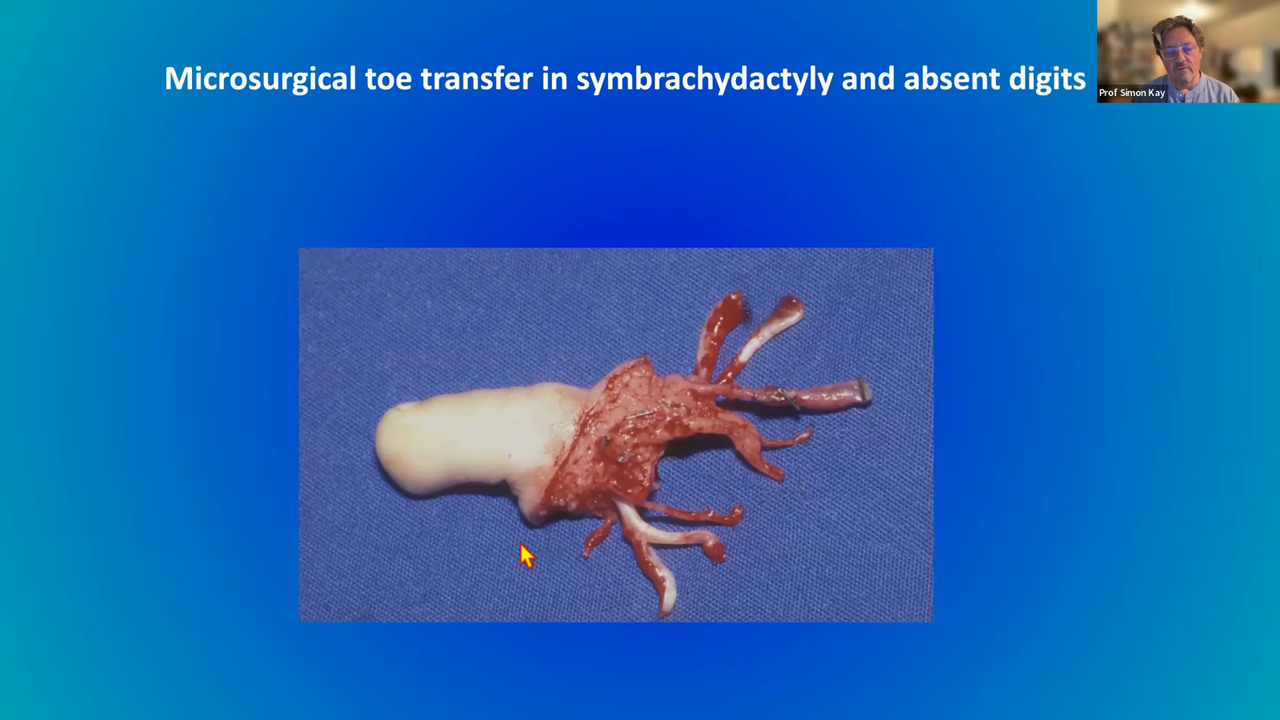 Microsurgical toe transfer in symbrachydactyly and absent digits
Prof Simon Kay